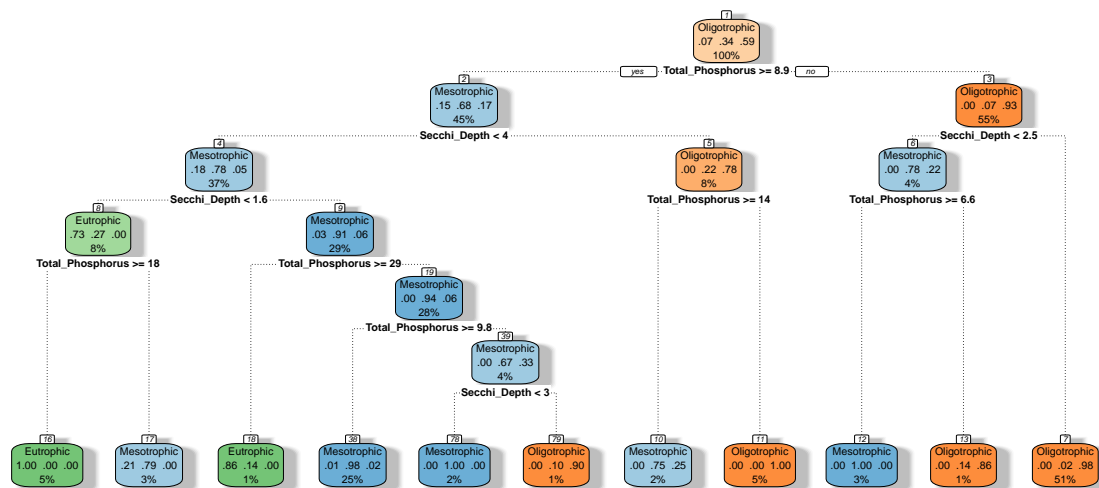 1
Oligotrophic
.07 .34 .59
100%
yes Total_Phosphorus >= 8.9 no
2
Mesotrophic
.15 .68 .17
45%
Secchi_Depth < 4
3
Oligotrophic
.00 .07 .93
55%
Secchi_Depth < 2.5
4
Mesotrophic
.18 .78 .05
37%
Secchi_Depth < 1.6
5
Oligotrophic
.00 .22 .78
8%
Total_Phosphorus >= 14
6
Mesotrophic
.00 .78 .22
4%
Total_Phosphorus >= 6.6
8
Eutrophic
.73 .27 .00
8%
Total_Phosphorus >= 18
9
Mesotrophic
.03 .91 .06
29%
Total_Phosphorus >= 29
19
Mesotrophic
.00 .94 .06
28%
Total_Phosphorus >= 9.8
39
Mesotrophic
.00 .67 .33
4%
Secchi_Depth < 3
16
Eutrophic
1.00 .00 .00
5%
17
Mesotrophic
.21 .79 .00
3%
18
Eutrophic
.86 .14 .00
1%
38
Mesotrophic
.01 .98 .02
25%
78
Mesotrophic
.00 1.00 .00
2%
79
Oligotrophic
.00 .10 .90
1%
10
Mesotrophic
.00 .75 .25
2%
11
Oligotrophic
.00 .00 1.00
5%
12
Mesotrophic
.00 1.00 .00
3%
13
Oligotrophic
.00 .14 .86
1%
7
Oligotrophic
.00 .02 .98
51%